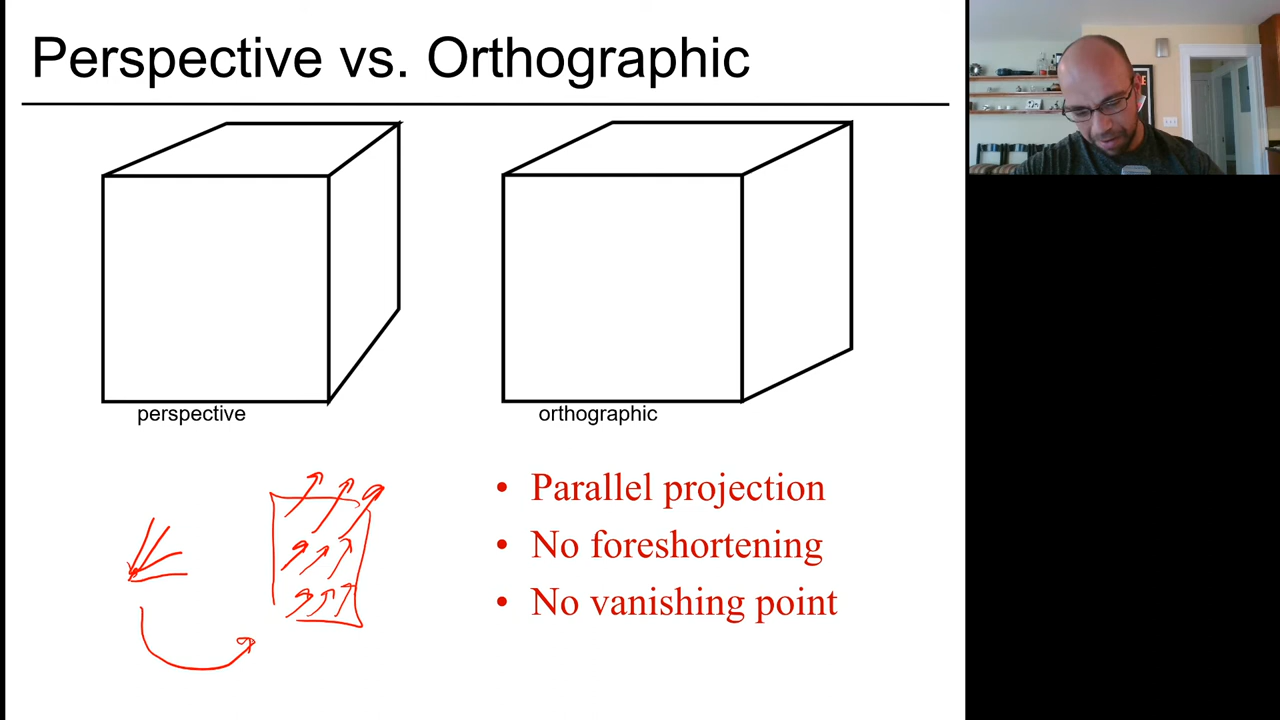 Perspective vs. Orthographic
perspective
orthographic
• Parallel projection
• No foreshortening
• No vanishing point